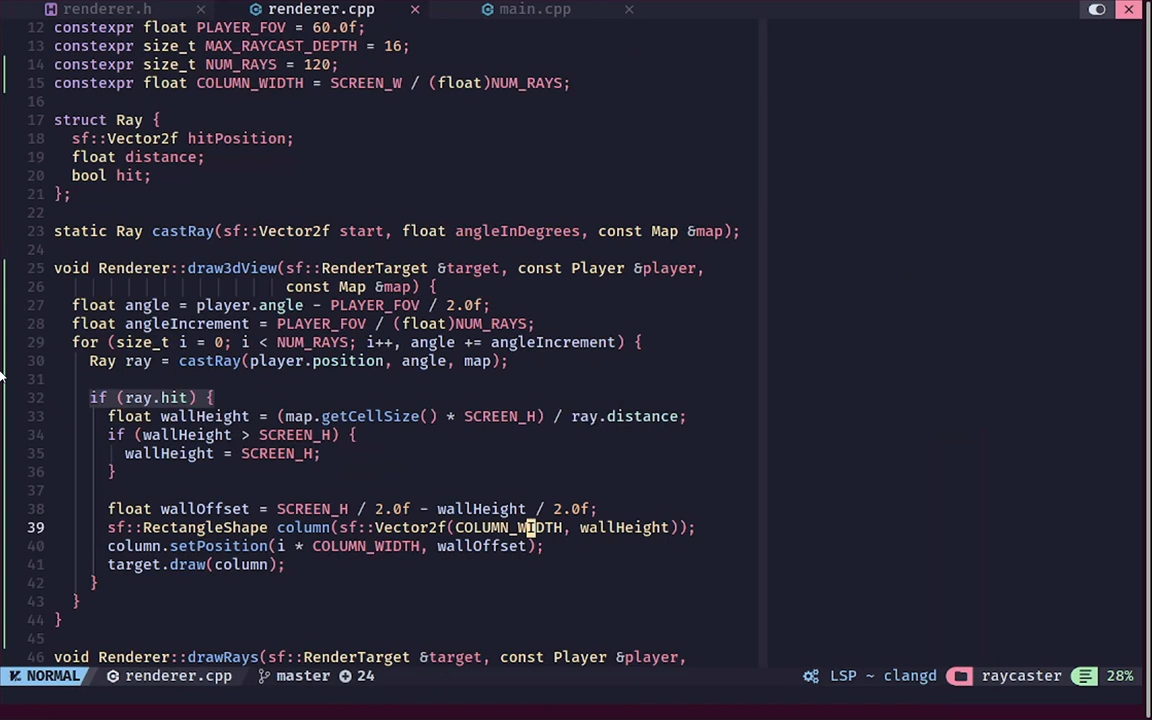 renderer.h × renderer.cpp × main.cpp ×
12 constexpr float PLAYER_FOV = 60.0f;
13 constexpr size_t MAX_RAYCAST_DEPTH = 16;
14 constexpr size_t NUM_RAYS = 120;
15 constexpr float COLUMN_WIDTH = SCREEN_W / (float)NUM_RAYS;
16
17 struct Ray {
18 sf::Vector2f hitPosition;
19 float distance;
20 bool hit;
21 };
22
23 static Ray castRay(sf::Vector2f start, float angleInDegrees, const Map &map);
24
25 void Renderer::draw3dView(sf::RenderTarget &target, const Player &player,
26 const Map &map) {
27 float angle = player.angle - PLAYER_FOV / 2.0f;
28 float angleIncrement = PLAYER_FOV / (float)NUM_RAYS;
29 for (size_t i = 0; i < NUM_RAYS; i++, angle += angleIncrement) {
30 Ray ray = castRay(player.position, angle, map);
31
32 if (ray.hit) {
33 float wallHeight = (map.getCellSize() * SCREEN_H) / ray.distance;
34 if (wallHeight > SCREEN_H) {
35 wallHeight = SCREEN_H;
36 }
37
38 float wallOffset = SCREEN_H / 2.0f - wallHeight / 2.0f;
39 sf::RectangleShape column(sf::Vector2f(COLUMN_WIDTH, wallHeight));
40 column.setPosition(i * COLUMN_WIDTH, wallOffset);
41 target.draw(column);
42 }
43 }
44 }
45
46 void Renderer::drawRays(sf::RenderTarget &target, const Player &player,
NORMAL renderer.cpp master 24 LSP ~ clangd raycaster 28%